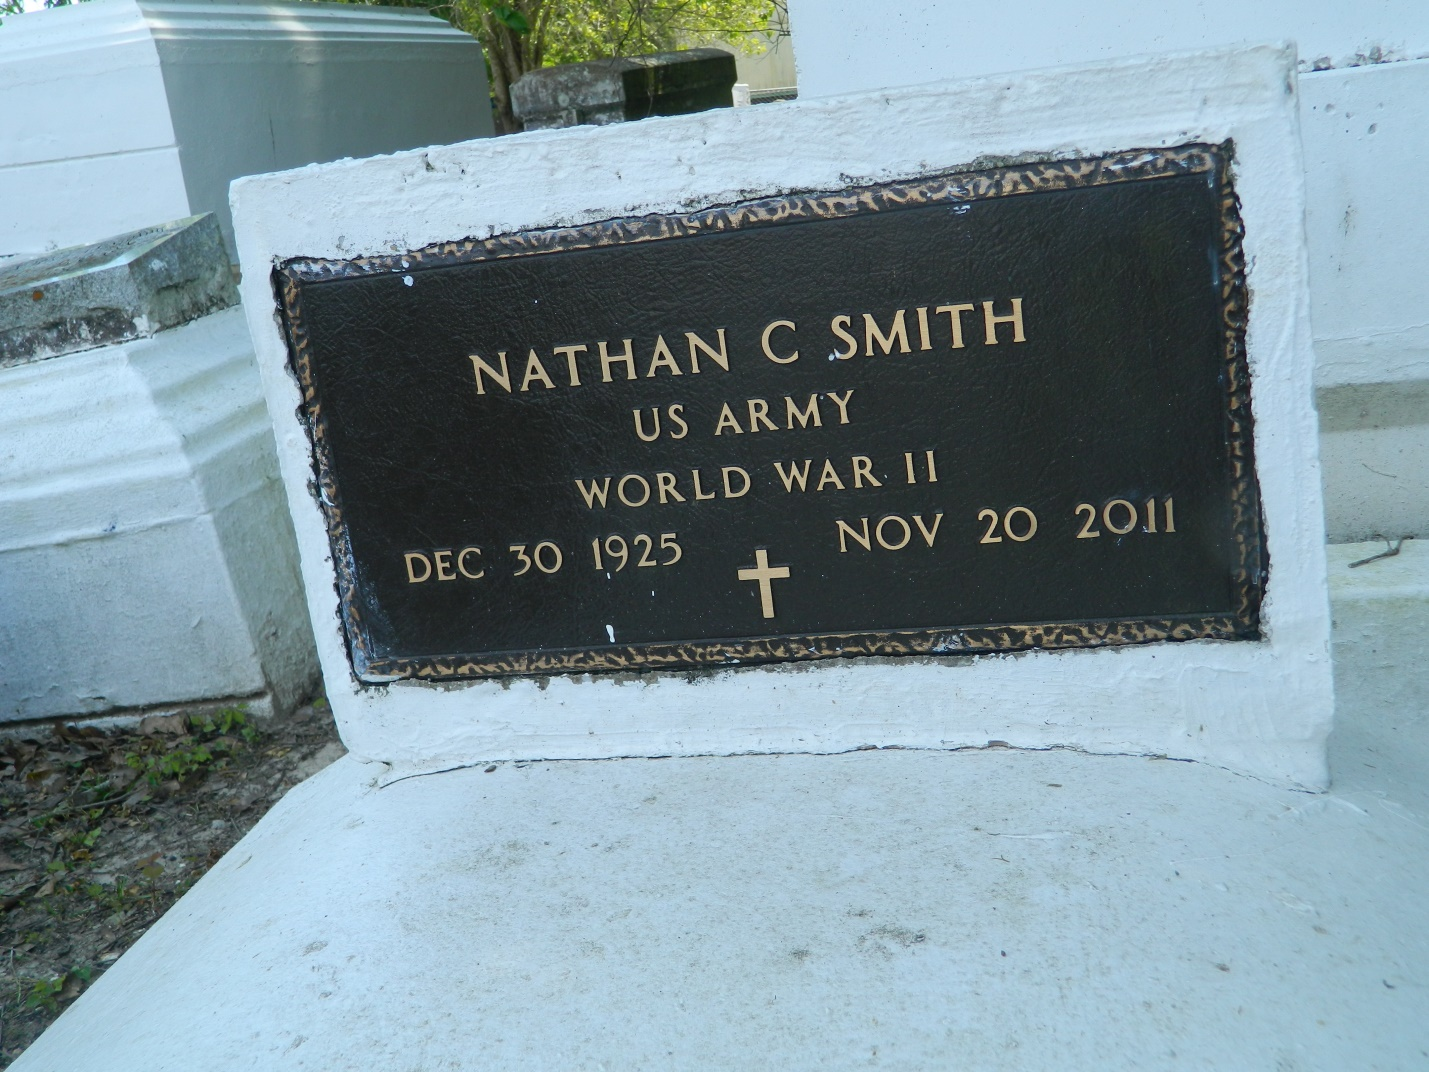 NATHAN C SMITH
US ARMY
WORLD WAR II
DEC 30 1925 NOV 20 2011